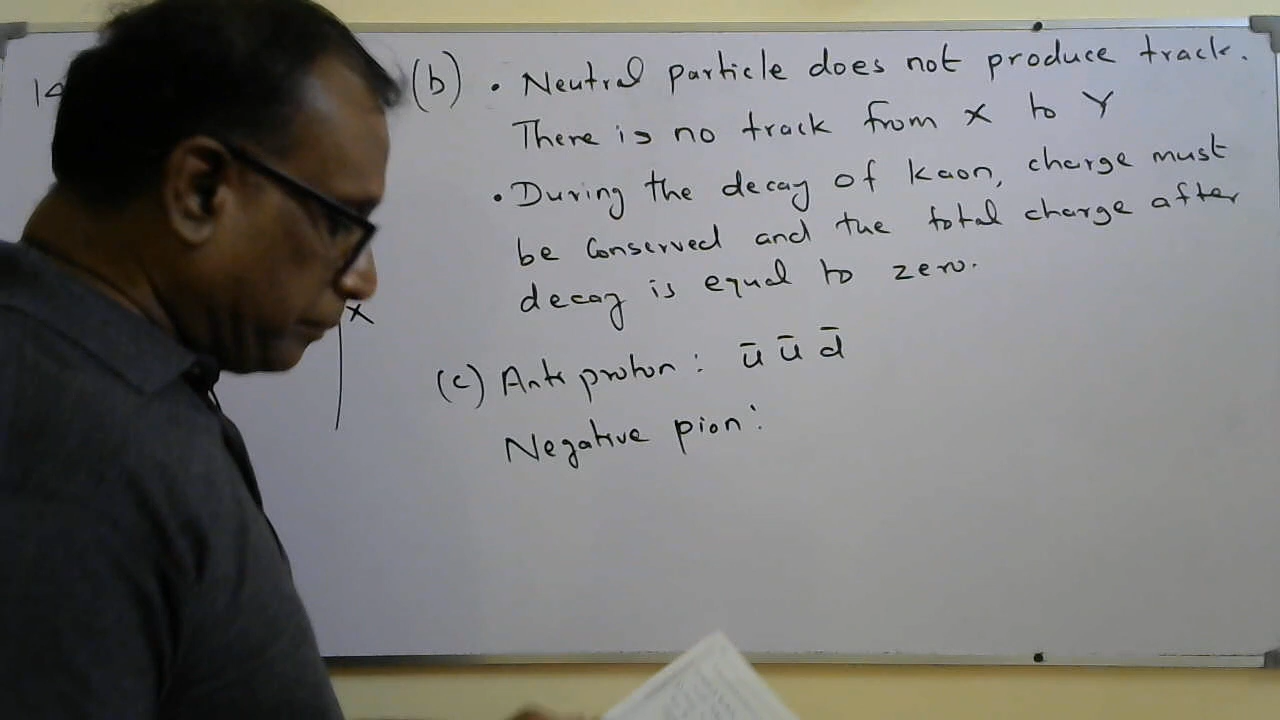 14
(b) • Neutral particle does not produce track.
There is no track from X to Y
• During the decay of kaon, charge must
be conserved and the total charge after
decay is equal to zero.
X
(c) Anti proton : ū ū d̄
Negative pion :